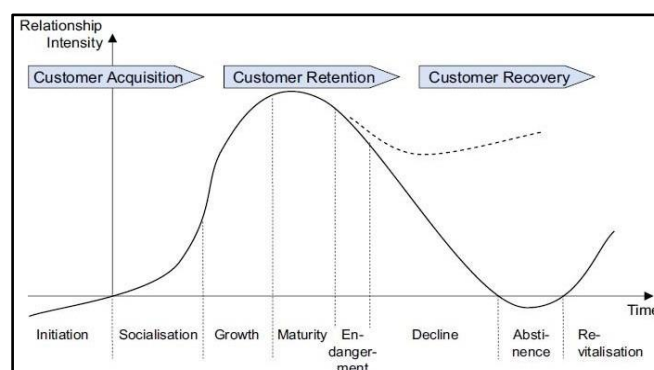 Relationship
Intensity
Customer Acquisition
Customer Retention
Customer Recovery
Time
Initiation
Socialisation
Growth
Maturity
En-
danger-
ment
Decline
Absti-
nence
Re-
vitalisation